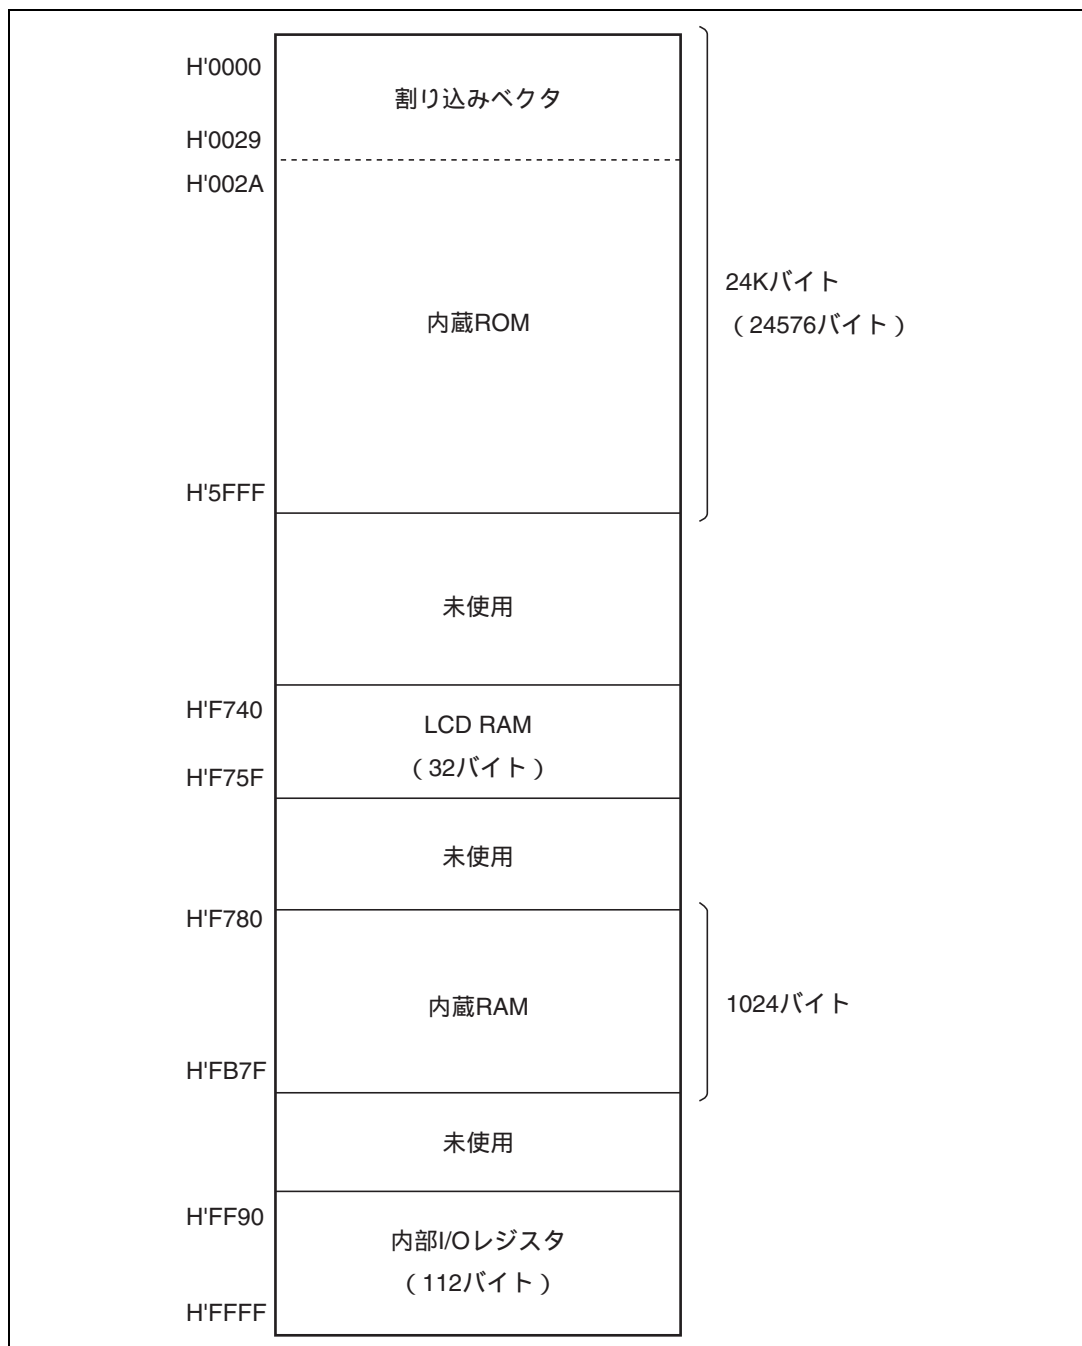 H'0000
割り込みベクタ
H'0029
H'002A
24Kバイト
内蔵ROM
（24576バイト）
H'5FFF
未使用
H'F740
LCD RAM
（32バイト）
H'F75F
未使用
H'F780
内蔵RAM
1024バイト
H'FB7F
未使用
H'FF90
内部I/Oレジスタ
（112バイト）
H'FFFF